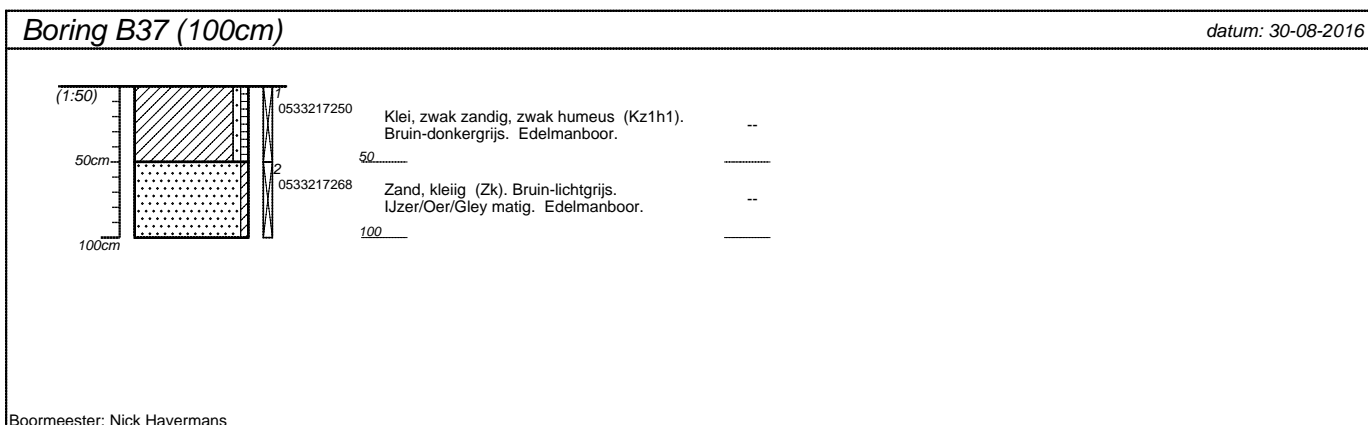 Boring B37 (100cm)
datum: 30-08-2016
(1:50)
1
0533217250
Klei, zwak zandig, zwak humeus (Kz1h1).
Bruin-donkergrijs. Edelmanboor.
--
50cm
50
2
0533217268
Zand, kleiig (Zk). Bruin-lichtgrijs.
IJzer/Oer/Gley matig. Edelmanboor.
--
100
100cm
Boormeester: Nick Havermans